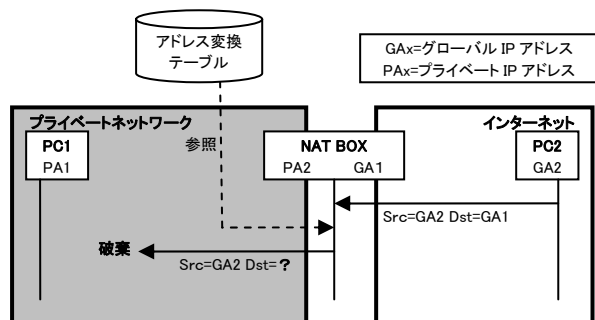 アドレス変換
テーブル
GAx=グローバル IP アドレス
PAx=プライベート IP アドレス
プライベートネットワーク
インターネット
PC1
PA1
参照
NAT BOX
PA2 GA1
PC2
GA2
Src=GA2 Dst=GA1
破棄
Src=GA2 Dst=?